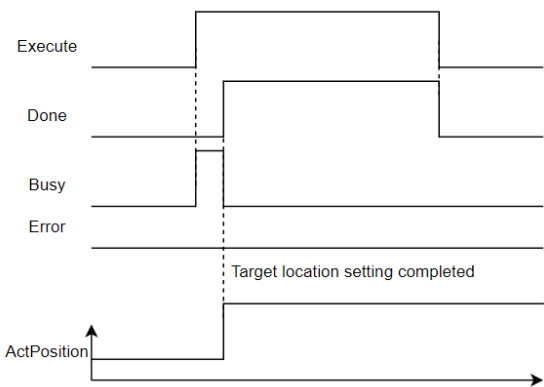 Execute
Done
Busy
Error
Target location setting completed
ActPosition